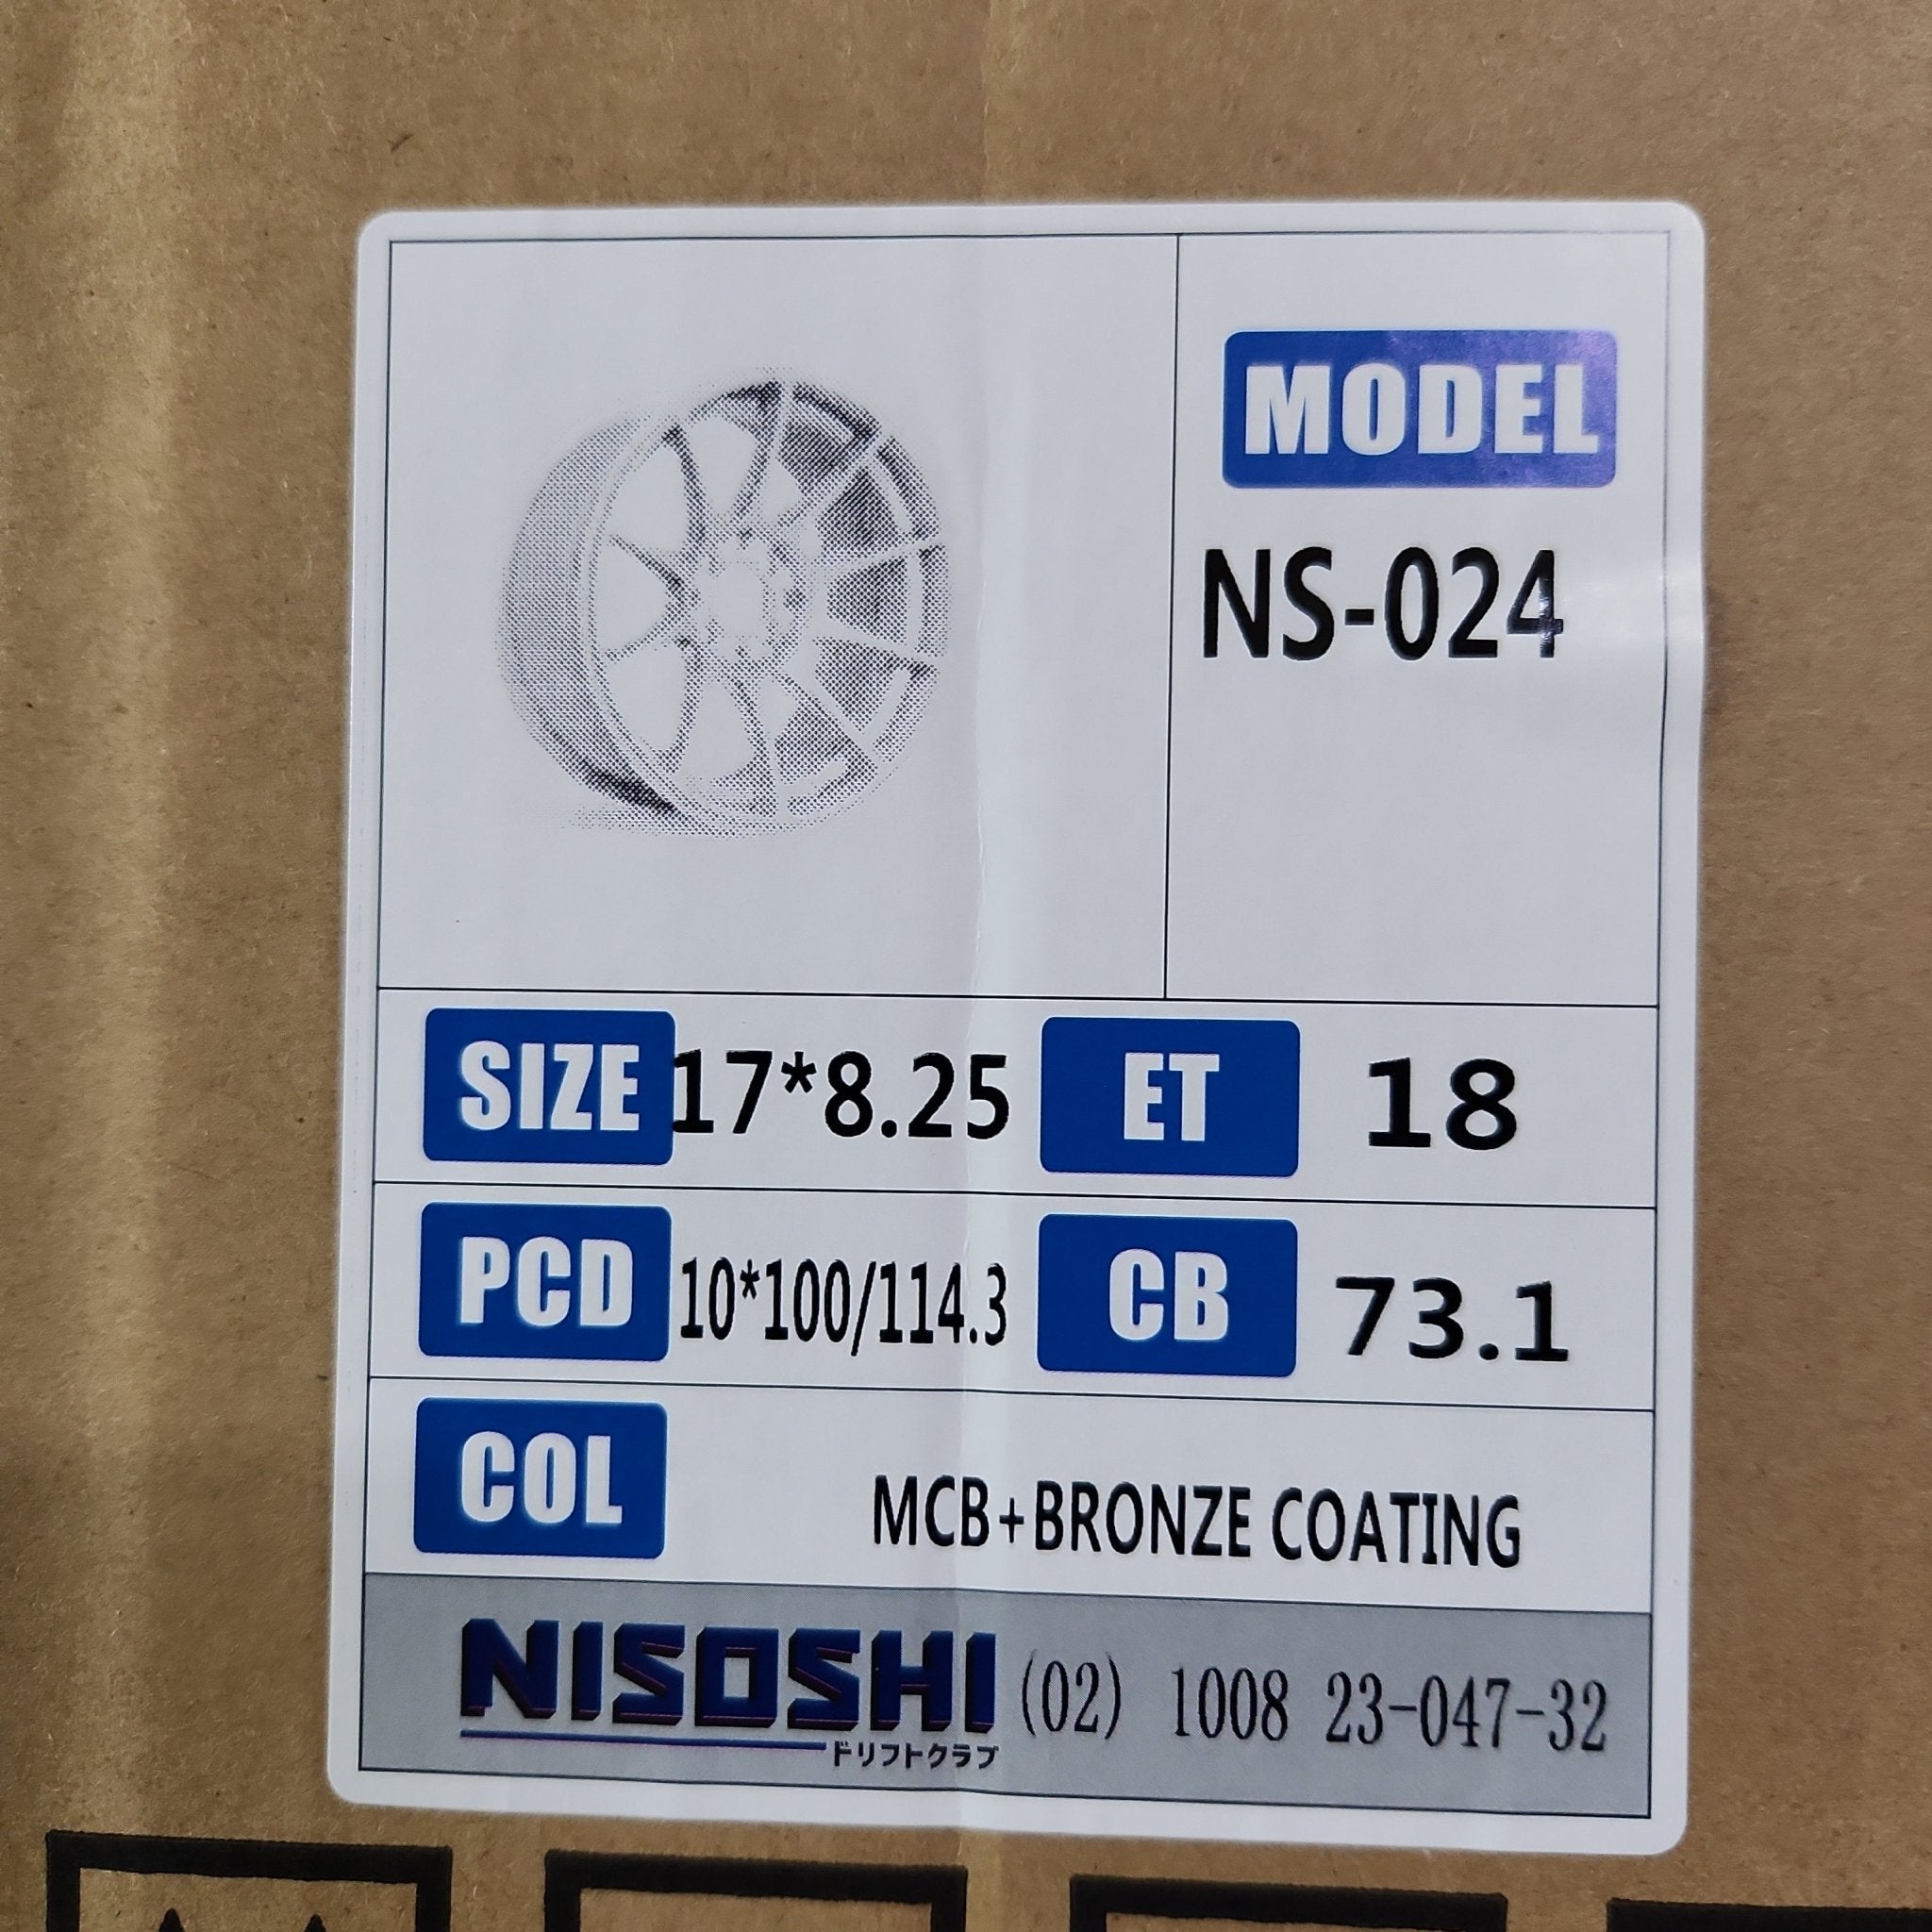 MODEL
NS-024
SIZE 17*8.25 ET 18
PCD 10*100/114.3 CB 73.1
COL MCB+BRONZE COATING
NISOSHI (02) 1008 23-047-32
ドリフトクラブ